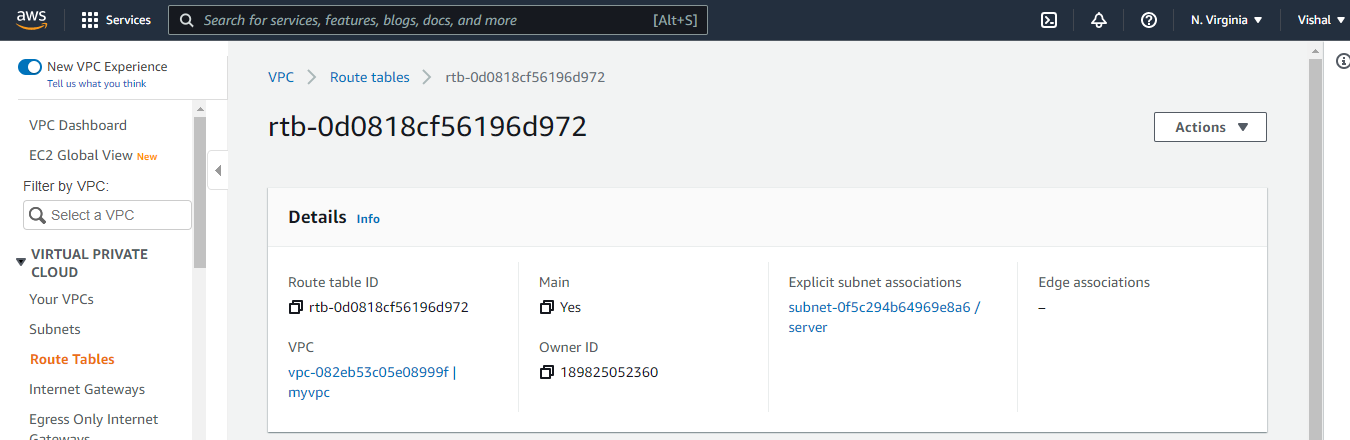 aws Services Search for services, features, blogs, docs, and more [Alt+S] N. Virginia Vishal
New VPC Experience
Tell us what you think
VPC Dashboard
EC2 Global View New
Filter by VPC:
Select a VPC
VIRTUAL PRIVATE
CLOUD
Your VPCs
Subnets
Route Tables
Internet Gateways
Egress Only Internet
Gateways
VPC Route tables rtb-0d0818cf56196d972
rtb-0d0818cf56196d972
Actions
Details Info
Route table ID
rtb-0d0818cf56196d972
VPC
vpc-082eb53c05e08999f |
myvpc
Main
Yes
Owner ID
189825052360
Explicit subnet associations
subnet-0f5c294b64969e8a6 /
server
Edge associations
–